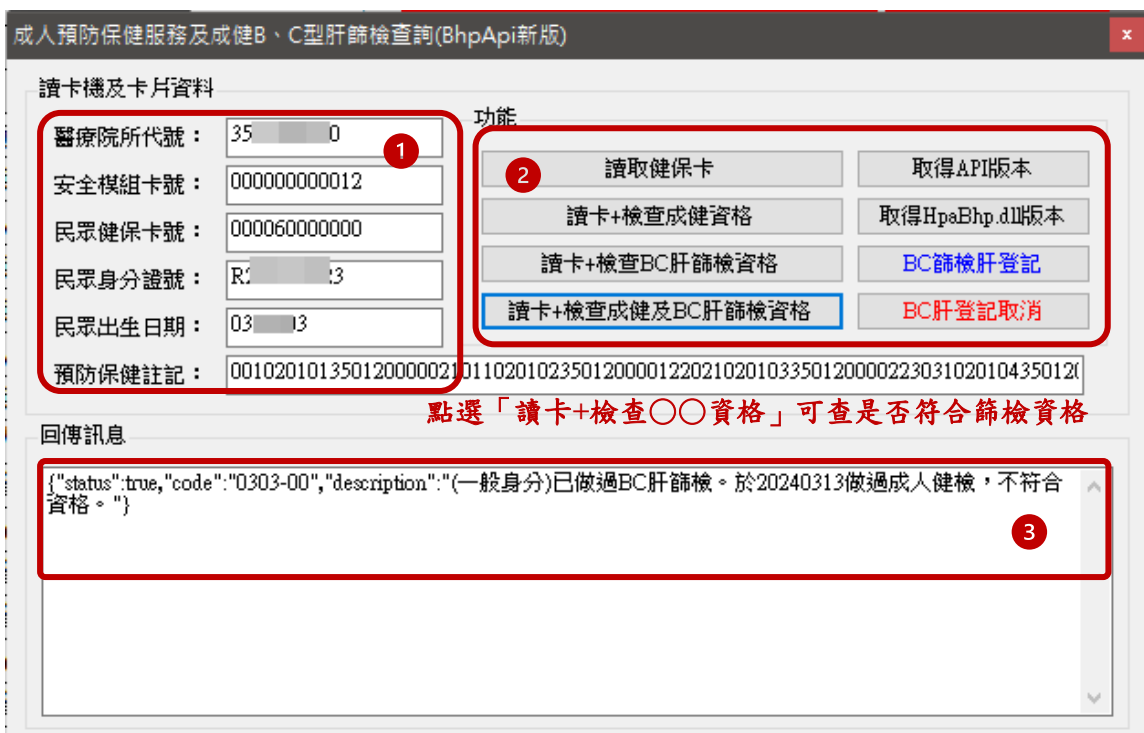 成人預防保健服務及成健B、C型肝篩檢查詢(BhpApi新版)
x
讀卡機及卡片資料
醫療院所代號：
35 0
1
安全模組卡號：
000000000012
民眾健保卡號：
000060000000
民眾身分證號：
R2 23
民眾出生日期：
03 03
預防保健註記：
功能
2
讀取健保卡
取得API版本
讀卡+檢查成健資格
取得HpaBhp.dll版本
讀卡+檢查BC肝篩檢資格
BC篩檢肝登記
讀卡+檢查成健及BC肝篩檢資格
BC肝登記取消
001020101350120000021011020102350120000122021020103350120000223031020104350120
點選「讀卡+檢查○○資格」可查是否符合篩檢資格
回傳訊息
{"status":true,"code":"0303-00","description":"(一般身分)已做過BC肝篩檢。於20240313做過成人健檢，不符合
資格。"}
3